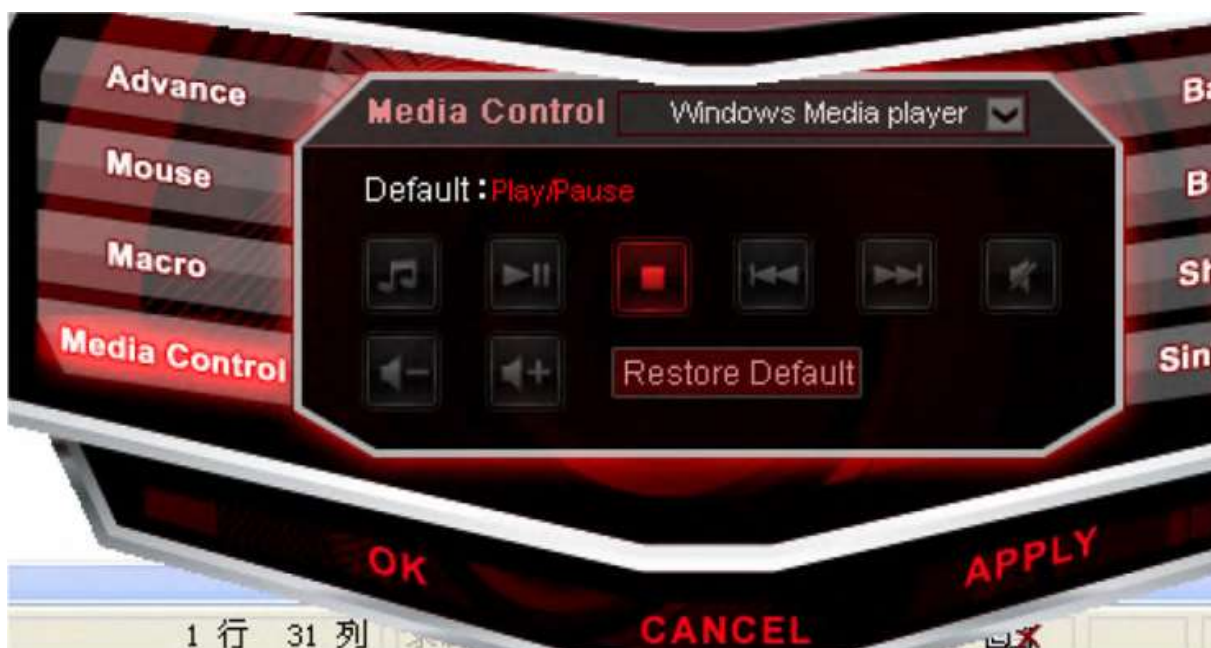 Advance
Mouse
Macro
Media Control
Media Control
Windows Media player
Default：Play/Pause
Restore Default
OK
CANCEL
APPLY
1 行 31 列